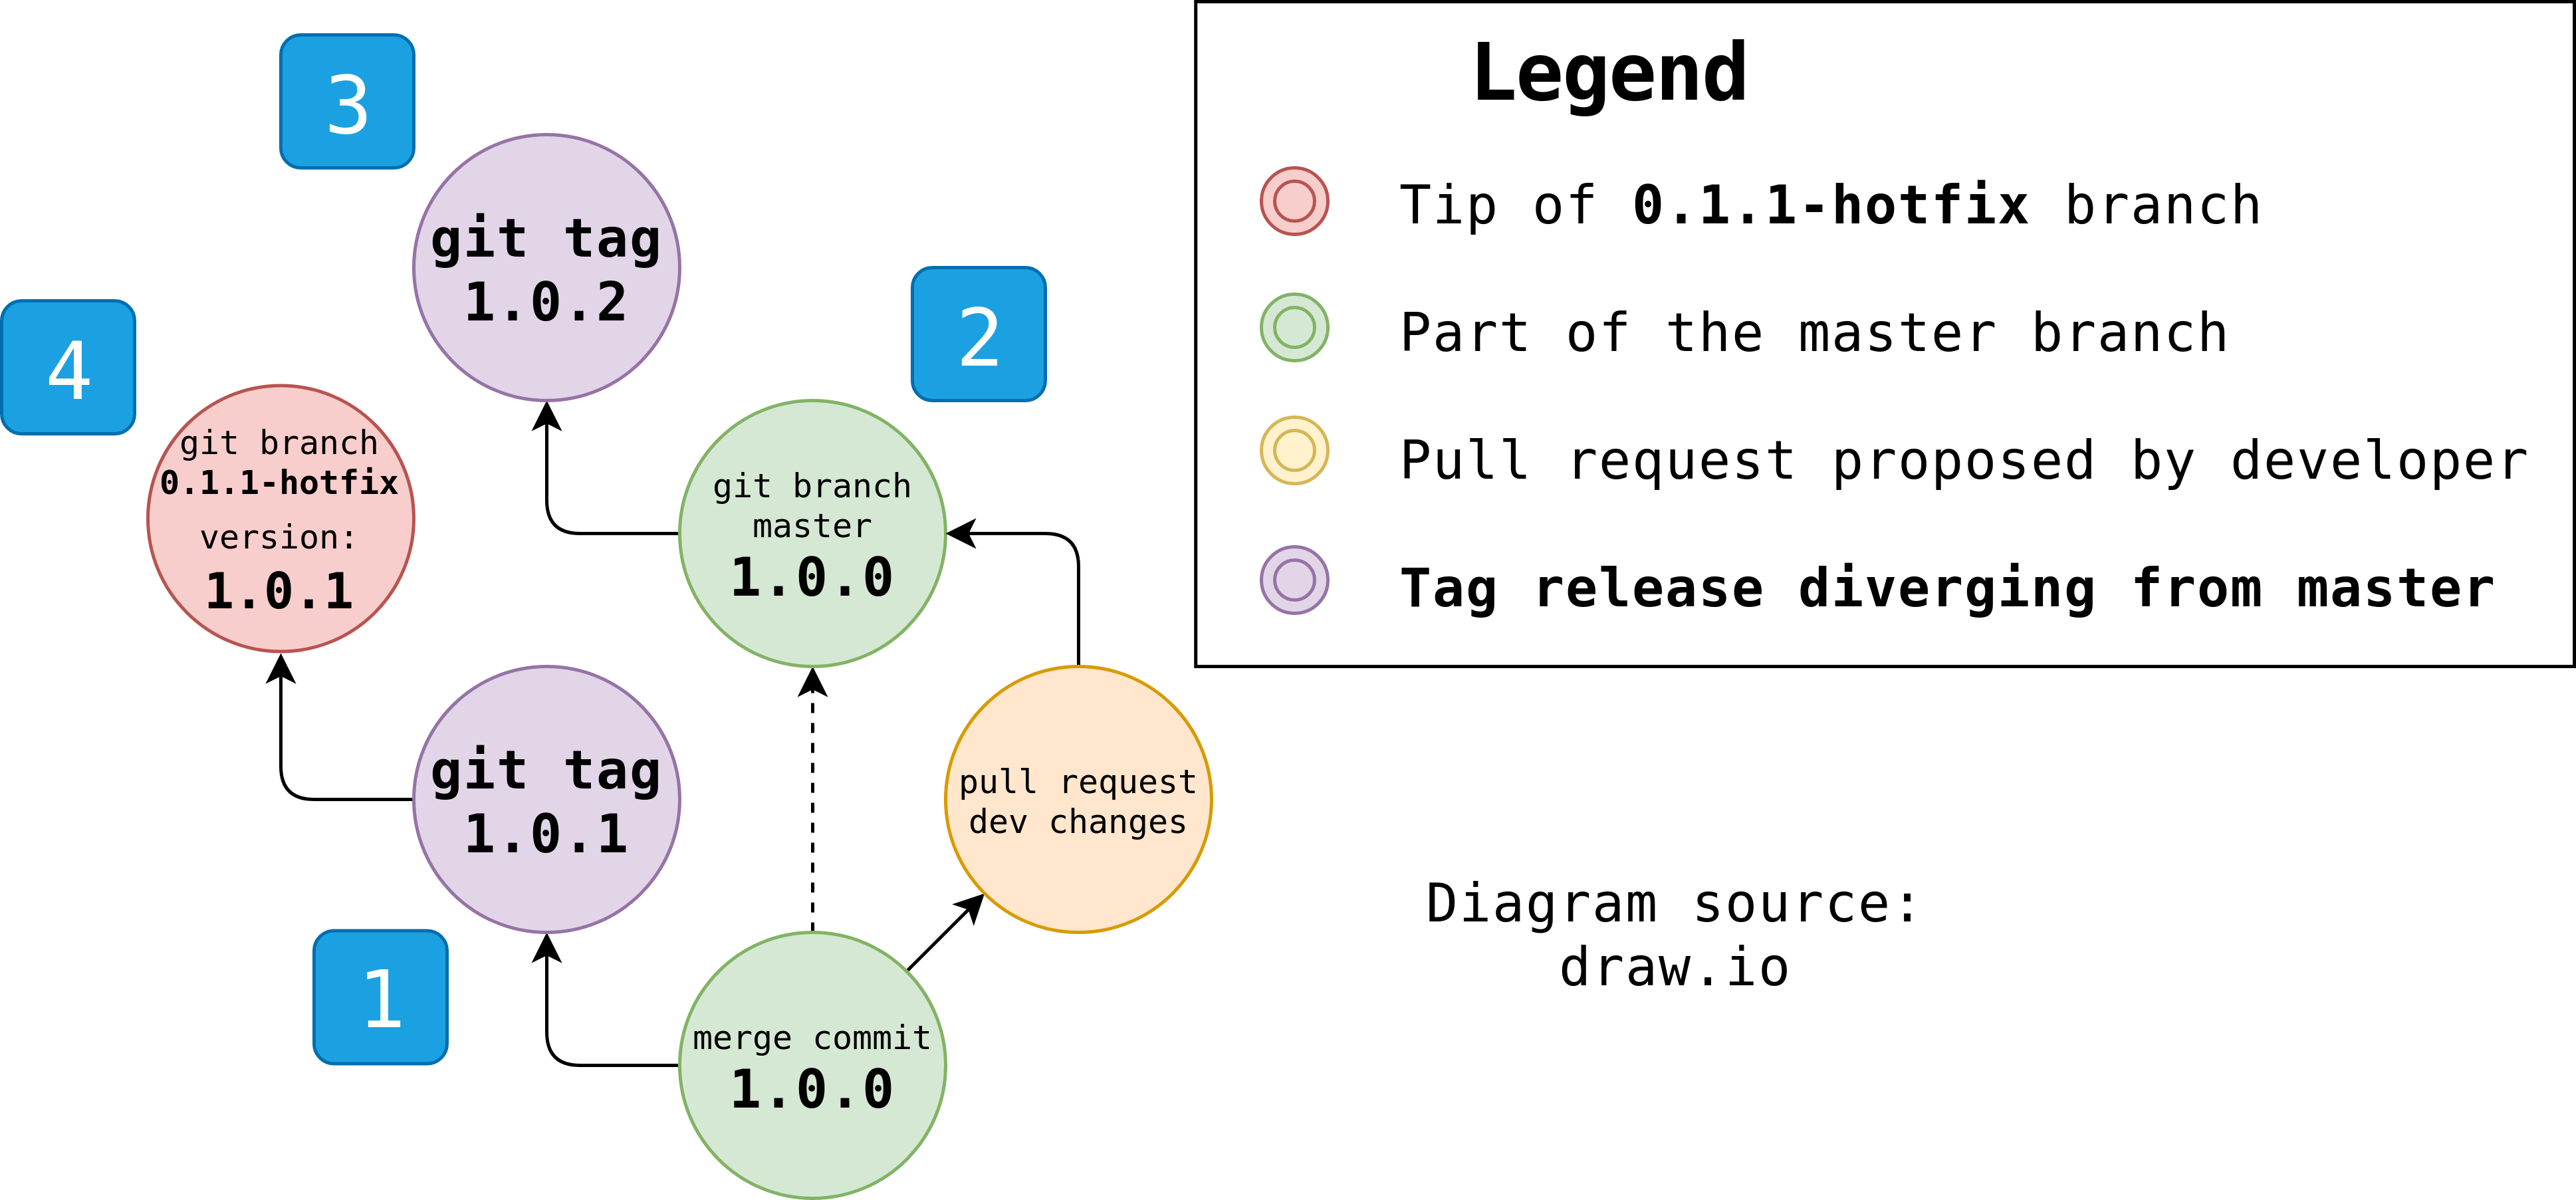 3
git tag
1.0.2
4
2
git branch
0.1.1-hotfix
version:
1.0.1
git branch
master
1.0.0
git tag
1.0.1
pull request
dev changes
1
merge commit
1.0.0
Legend
Tip of 0.1.1-hotfix branch
Part of the master branch
Pull request proposed by developer
Tag release diverging from master
Diagram source:
draw.io